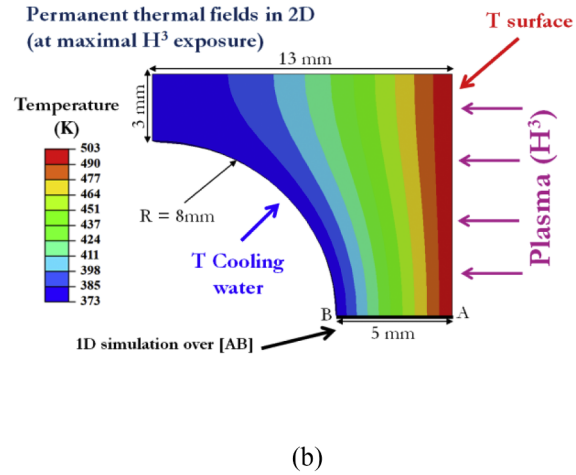 Permanent thermal fields in 2D
(at maximal H³ exposure)
T surface
13 mm
3 mm
Temperature
(K)
503
490
477
464
451
437
424
411
398
385
373
Plasma (H³)
R = 8mm
T Cooling
water
B
A
5 mm
1D simulation over [AB]
(b)